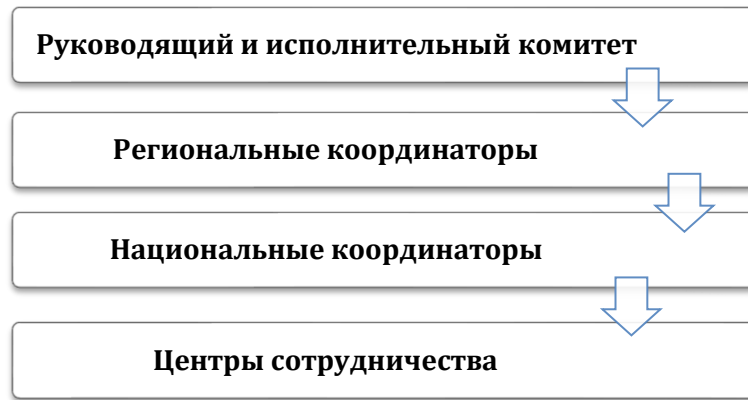 Руководящий и исполнительный комитет
Региональные координаторы
Национальные координаторы
Центры сотрудничества